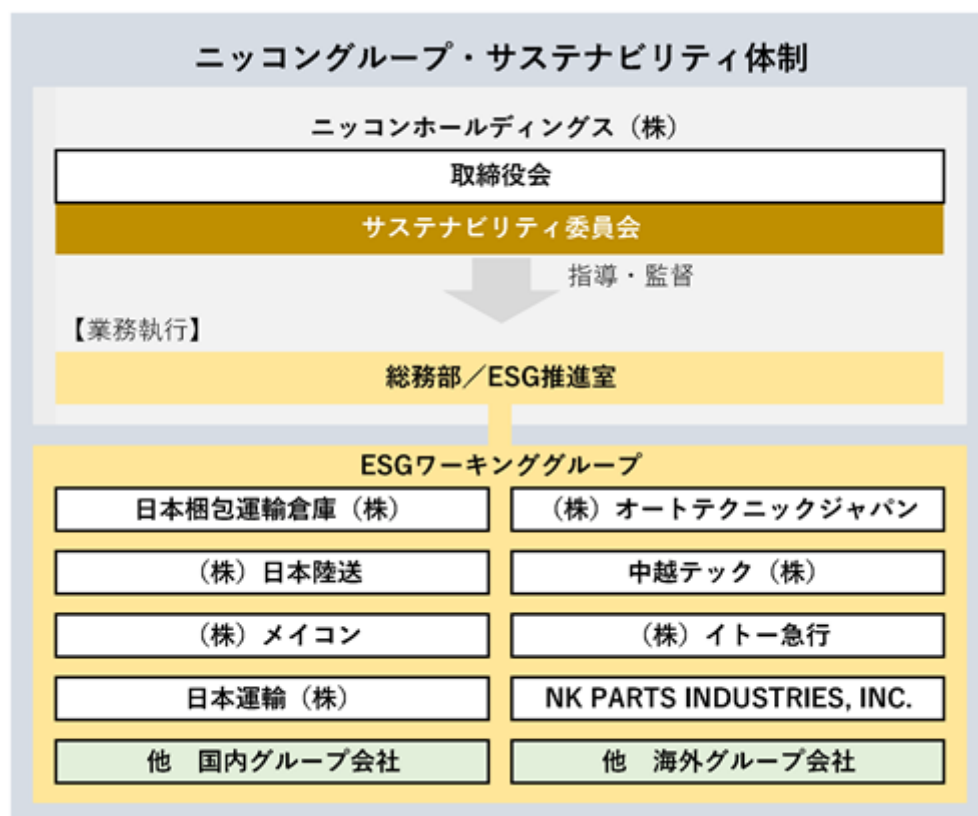 ニッコングループ・サステナビリティ体制
ニッコンホールディングス（株）
取締役会
サステナビリティ委員会
指導・監督
【業務執行】
総務部／ESG推進室
ESGワーキンググループ
日本梱包運輸倉庫（株）
（株）オートテクニックジャパン
（株）日本陸送
中越テック（株）
（株）メイコン
（株）イトー急行
日本運輸（株）
NK PARTS INDUSTRIES, INC.
他　国内グループ会社
他　海外グループ会社